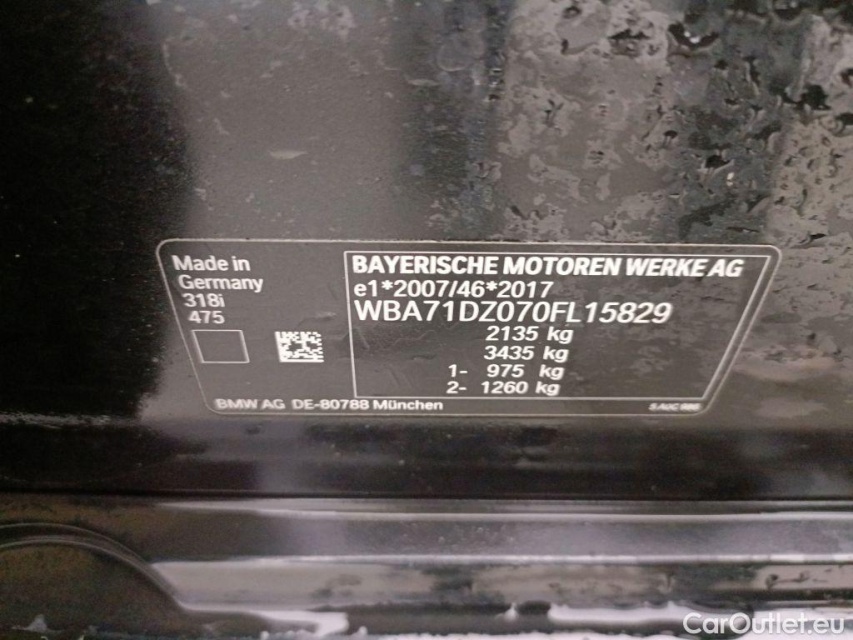 Made in
Germany
318i
475
BAYERISCHE MOTOREN WERKE AG
e1*2007/46*2017
WBA71DZ070FL15829
2135 kg
3435 kg
1- 975 kg
2- 1260 kg
BMW AG DE-80788 München
CarOutlet.eu